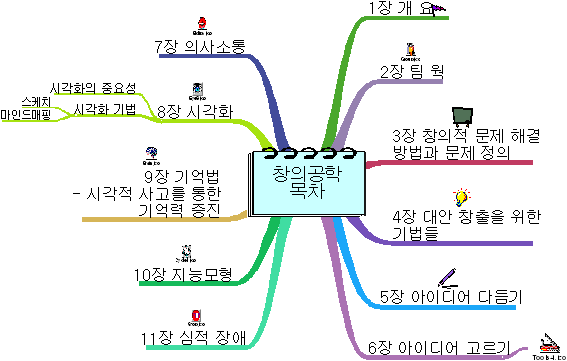 창의공학
목차
1장 개 요
2장 팀 웍
3장 창의적 문제 해결
방법과 문제 정의
4장 대안 창출을 위한
기법들
5장 아이디어 다듬기
6장 아이디어 고르기
7장 의사소통
8장 시각화
시각화의 중요성
시각화 기법
스케치
마인드매핑
9장 기억법
- 시각적 사고를 통한
기억력 증진
10장 지능모형
11장 심적 장애